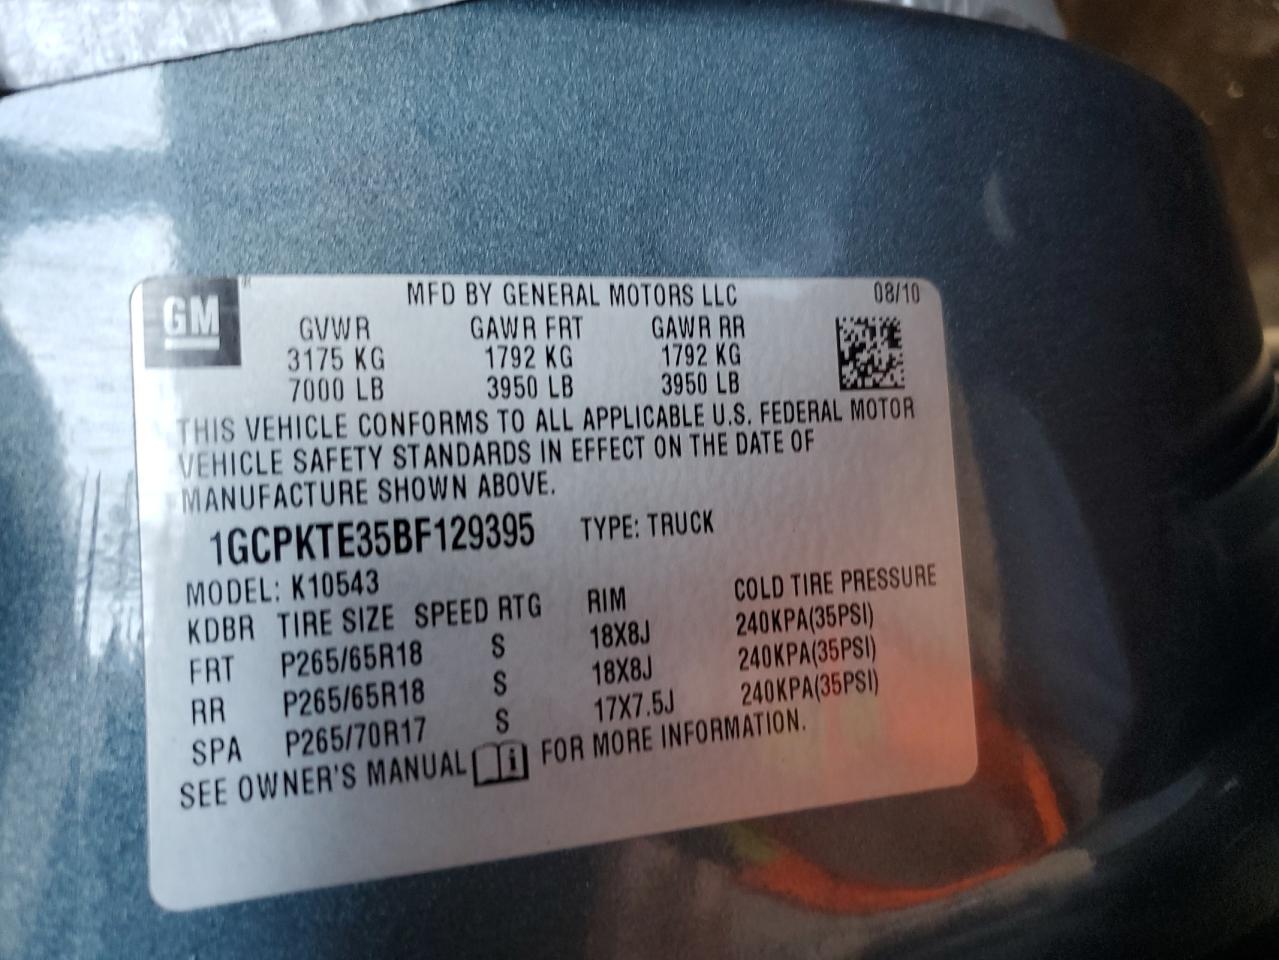 GM
MFD BY GENERAL MOTORS LLC 08/10
GVWR GAWR FRT GAWR RR
3175 KG 1792 KG 1792 KG
7000 LB 3950 LB 3950 LB
THIS VEHICLE CONFORMS TO ALL APPLICABLE U.S. FEDERAL MOTOR
VEHICLE SAFETY STANDARDS IN EFFECT ON THE DATE OF
MANUFACTURE SHOWN ABOVE.
1GCPKTE35BF129395 TYPE: TRUCK
MODEL: K10543
KDBR TIRE SIZE SPEED RTG RIM COLD TIRE PRESSURE
FRT P265/65R18 S 18X8J 240KPA(35PSI)
RR P265/65R18 S 18X8J 240KPA(35PSI)
SPA P265/70R17 S 17X7.5J 240KPA(35PSI)
SEE OWNER'S MANUAL i FOR MORE INFORMATION.